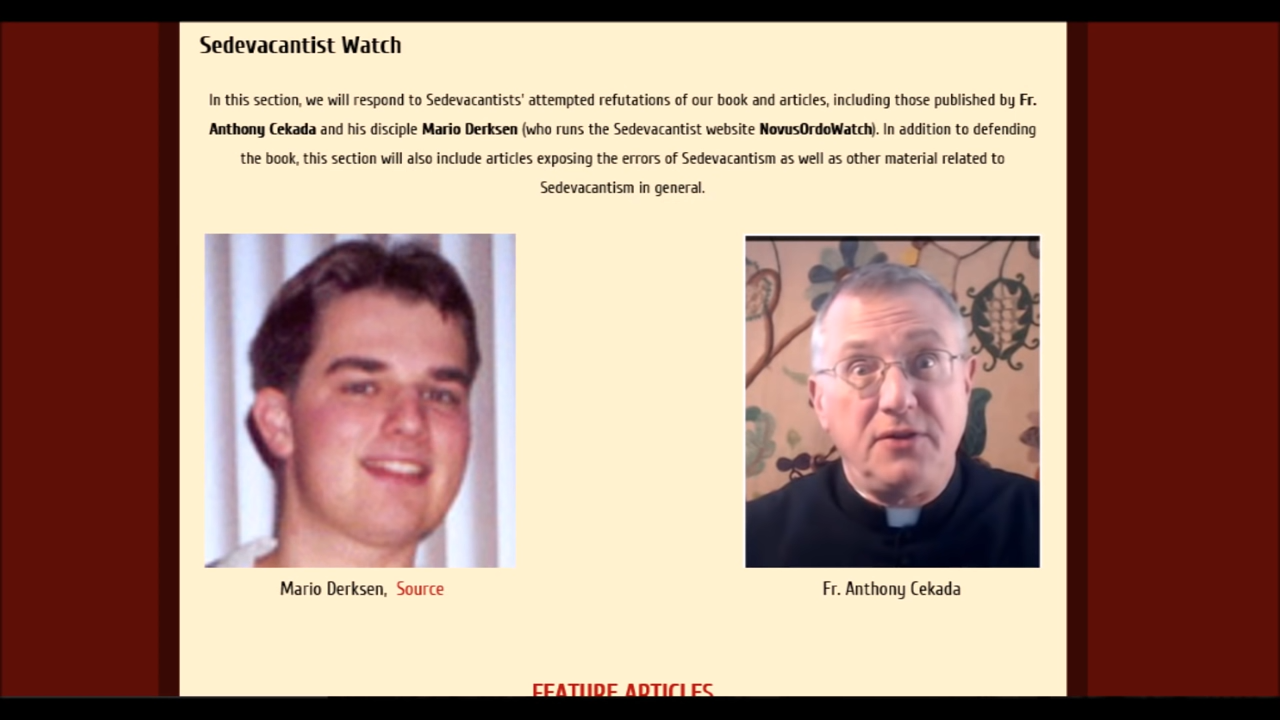 Sedevacantist Watch
In this section, we will respond to Sedevacantists' attempted refutations of our book and articles, including those published by Fr.
Anthony Cekada and his disciple Mario Derksen (who runs the Sedevacantist website NovusOrdoWatch). In addition to defending
the book, this section will also include articles exposing the errors of Sedevacantism as well as other material related to
Sedevacantism in general.
Mario Derksen, Source
Fr. Anthony Cekada
FEATURE ARTICLES